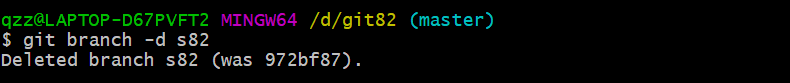 qzz@LAPTOP-D67PVFT2 MINGW64 /d/git82 (master)
$ git branch -d s82
Deleted branch s82 (was 972bf87).